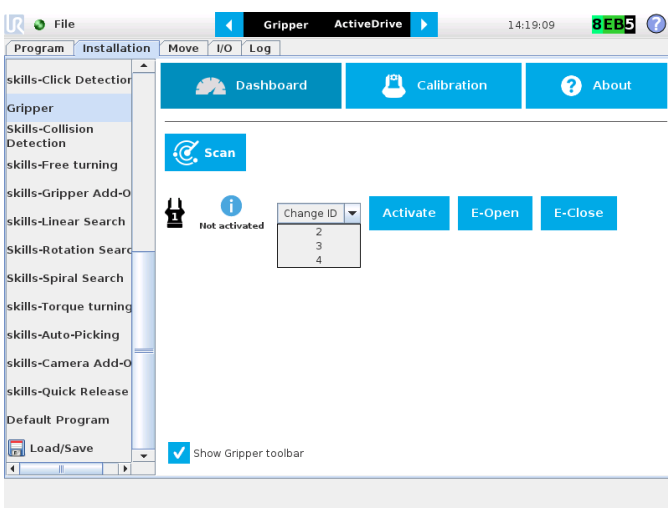 UR File Gripper ActiveDrive 14:19:09 8EB5 ?
Program Installation Move I/O Log
skills-Click Detection
Gripper
Skills-Collision
Detection
skills-Free turning
skills-Gripper Add-O
skills-Linear Search
skills-Rotation Searc
Skills-Spiral Search
skills-Torque turning
skills-Auto-Picking
skills-Camera Add-O
skills-Quick Release
Default Program
Load/Save
Dashboard Calibration ? About
Scan
1 i Not activated Change ID Activate E-Open E-Close
2
3
4
Show Gripper toolbar